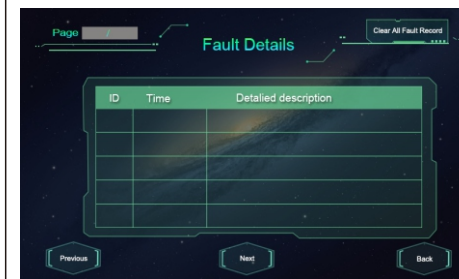 Page /
Fault Details
Clear All Fault Record
ID Time Detalied description
Previous Next Back